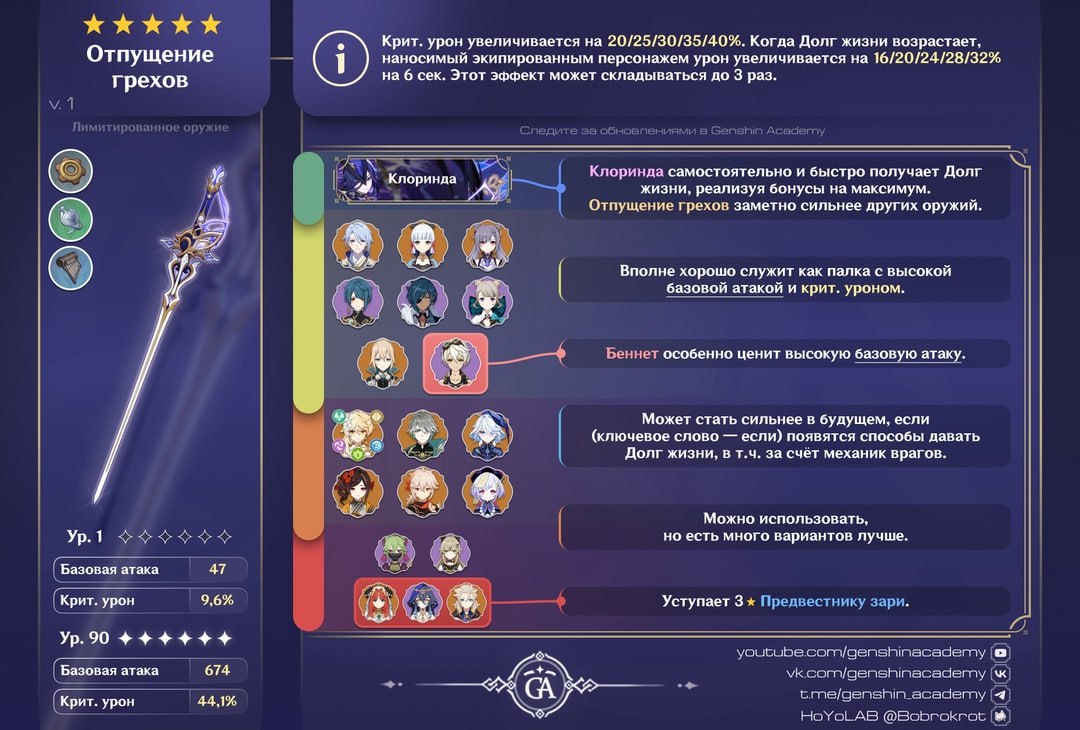 Отпущение
грехов
v. 1
Лимитированное оружие
Крит. урон увеличивается на 20/25/30/35/40%. Когда Долг жизни возрастает,
наносимый экипированным персонажем урон увеличивается на 16/20/24/28/32%
на 6 сек. Этот эффект может складываться до 3 раз.
Следите за обновлениями в Genshin Academy
Клоринда
Клоринда самостоятельно и быстро получает Долг
жизни, реализуя бонусы на максимум.
Отпущение грехов заметно сильнее других оружий.
Вполне хорошо служит как палка с высокой
базовой атакой и крит. уроном.
Беннет особенно ценит высокую базовую атаку.
Может стать сильнее в будущем, если
(ключевое слово — если) появятся способы давать
Долг жизни, в т.ч. за счёт механик врагов.
Можно использовать,
но есть много вариантов лучше.
Уступает 3★ Предвестнику зари.
Ур. 1
Базовая атака 47
Крит. урон 9,6%
Ур. 90
Базовая атака 674
Крит. урон 44,1%
GA
youtube.com/genshinacademy
vk.com/genshinacademy
t.me/genshin_academy
HoYoLAB @Bobrokrot